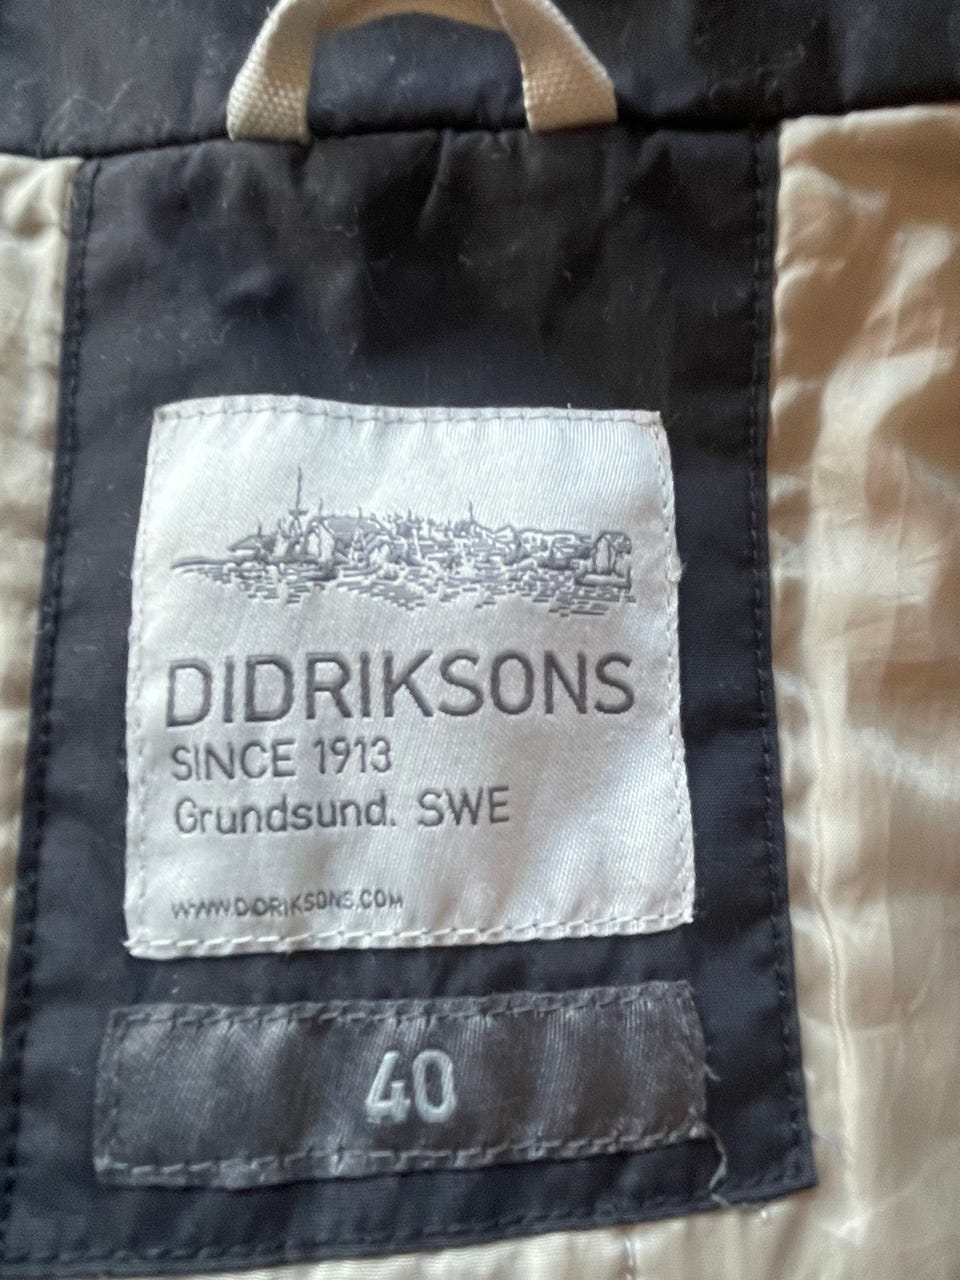 DIDRIKSONS
SINCE 1913
Grundsund. SWE
WWW.DIDRIKSONS.COM
40